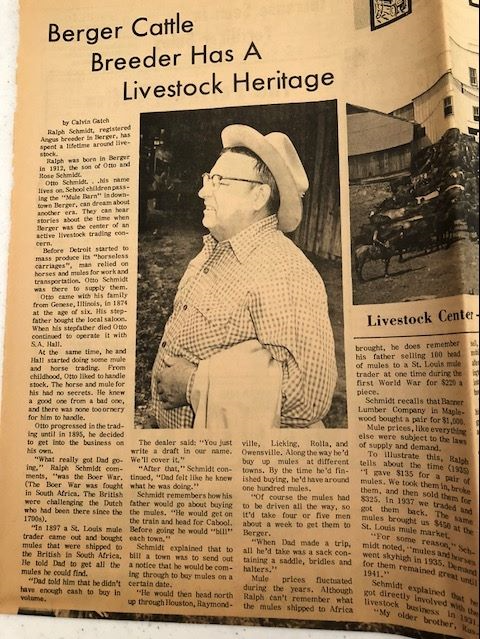 Berger Cattle
Breeder Has A
Livestock Heritage
by Calvin Gatch
Ralph Schmidt, registered
Angus breeder in Berger, has
spent a lifetime around live-
stock.
Ralph was born in Berger
in 1912, the son of Otto and
Rose Schmidt.
Otto Schmidt. . .his name
lives on. School children pass-
ing the "Mule Barn" in down-
town Berger, can dream about
another era. They can hear
stories about the time when
Berger was the center of an
active livestock trading con-
cern.
Before Detroit started to
mass produce its "horseless
carriages", man relied on
horses and mules for work and
transportation. Otto Schmidt
was there to supply them.
Otto came with his family
from Genese, Illinois, in 1874
at the age of six. His step-
father bought the local saloon.
When his stepfather died Otto
continued to operate it with
S.A. Hall.
At the same time, he and
Hall started doing some mule
and horse trading. From
childhood, Otto liked to handle
stock. The horse and mule for
his had no secrets. He knew
a good one from a bad one,
and there was none too ornery
for him to handle.
Otto progressed in the trad-
ing until in 1895, he decided
to get into the business on
his own.
"What really got Dad go-
ing," Ralph Schmidt, com-
ments, "was the Boer War.
(The Boer War was fought
in South Africa. The British
were challenging the Dutch
who had been there since the
1700s).
"In 1897 a St. Louis mule
trader came out and bought
mules that were shipped to
the British in South Africa.
He told Dad to get all the
mules he could find.
"Dad told him that he didn't
have enough cash to buy in
volume.
The dealer said: "You just
write a draft in our name.
We'll cover it."
"After that," Schmidt con-
tinued, "Dad felt like he knew
what he was doing."
Schmidt remembers how his
father would go about buying
the mules. "He would get on
the train and head for Cabool.
Before going he would "bill"
each town."
Schmidt explained that to
bill a town was to send out
a notice that he would be com-
ing through to buy mules on a
certain date.
"He would then head north
up through Houston, Raymond-
ville, Licking, Rolla, and
Owensville. Along the way he'd
buy up mules at different
towns. By the time he'd fin-
ished buying, he'd have around
one hundred mules.
"Of course the mules had
to be driven all the way, so
it'd take four or five men
about a week to get them to
Berger.
"When Dad made a trip,
all he'd take was a sack con-
taining a saddle, bridles and
halters."
Mule prices fluctuated
during the years. Although
Ralph can't remember what
the mules shipped to Africa
Livestock Center
brought, he does remember
his father selling 100 head
of mules to a St. Louis mule
trader at one time during the
first World War for $220 a
piece.
Schmidt recalls that Banner
Lumber Company in Maple-
wood bought a pair for $1,000.
Mule prices, like everything
else were subject to the laws
of supply and demand.
To illustrate this, Ralph
tells about the time (1935)
"I gave $135 for a pair of
mules. We took them in, broke
them, and then sold them for
$325. In 1937 we traded and
got them back. The same
mules brought us $450 at the
St. Louis mule market.
"For some reason," Sch-
midt noted, "mules and horses
went skyhigh in 1935. Demand
for them remained great until
1941."
Schmidt explained that
got directly involved with the
livestock business in 1931
"My older brother,